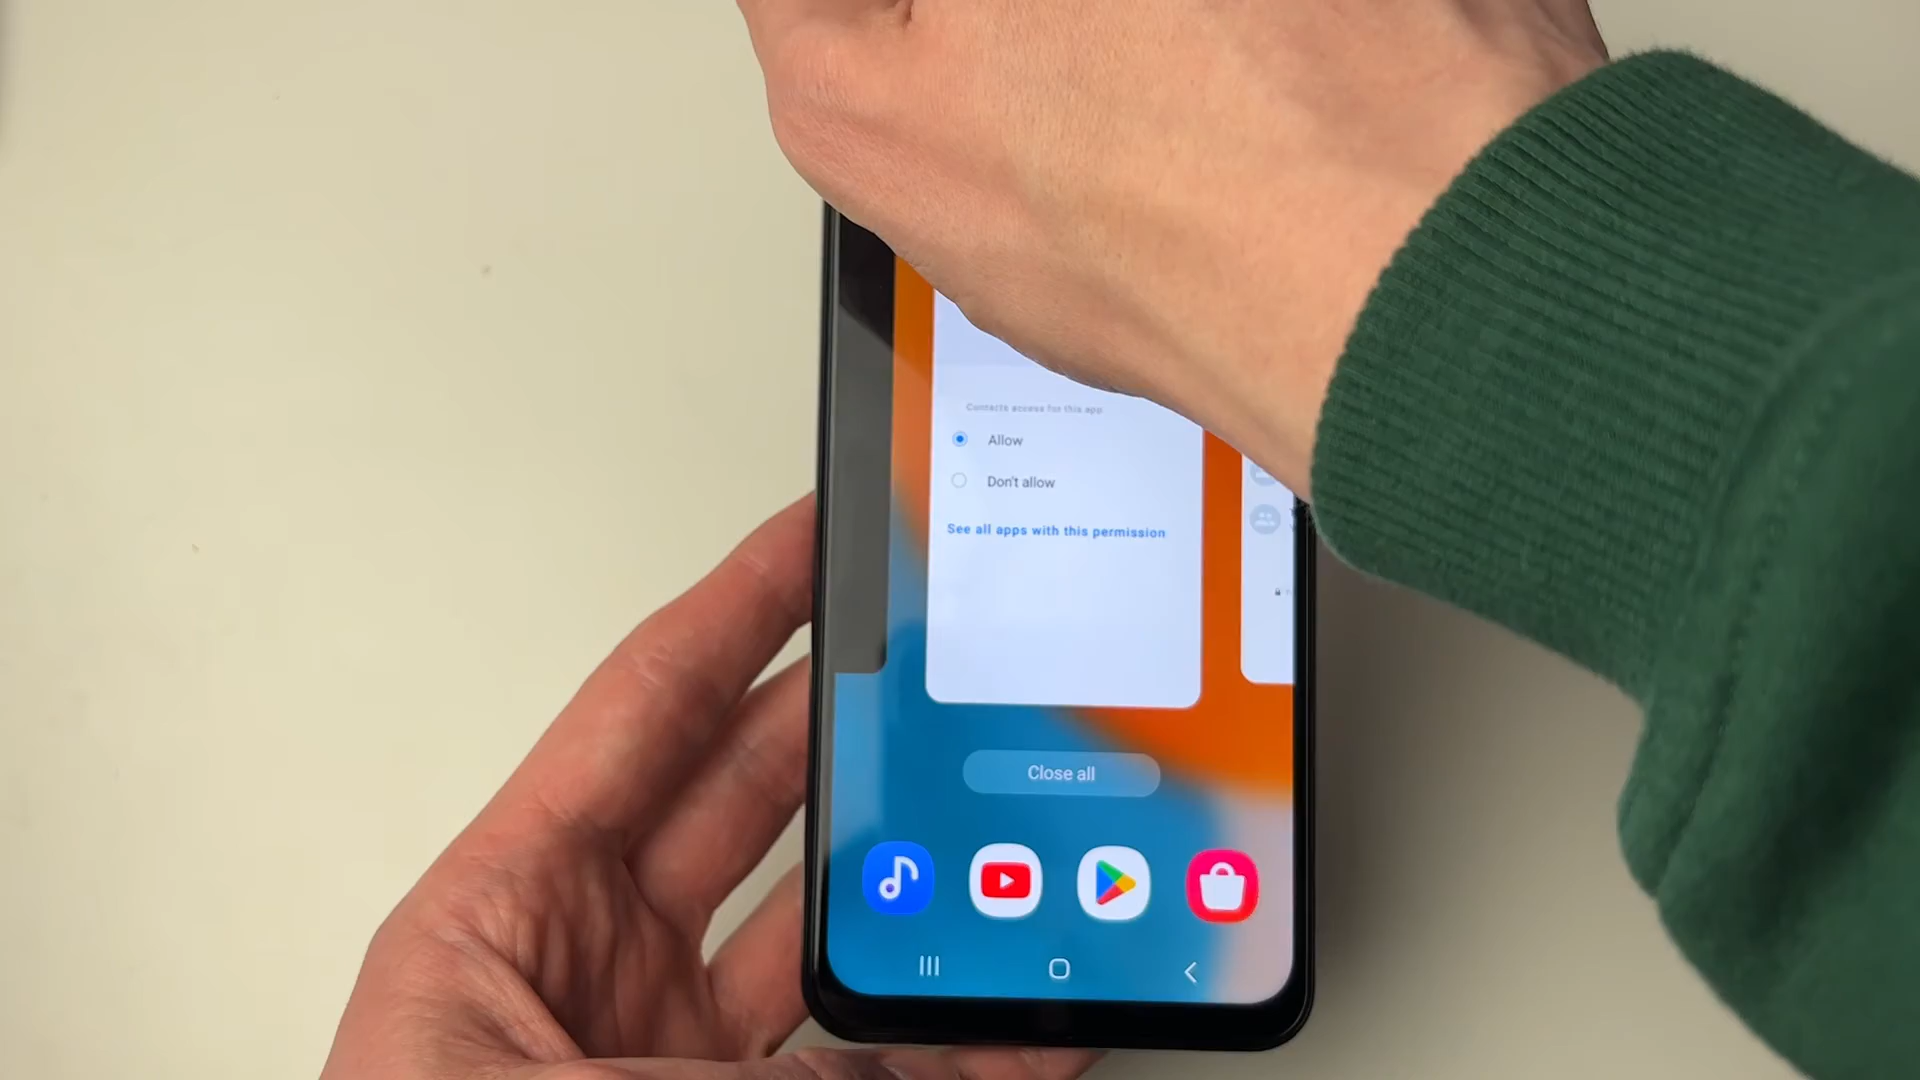 Contacts access for this app
Allow
Don't allow
See all apps with this permission
Close all